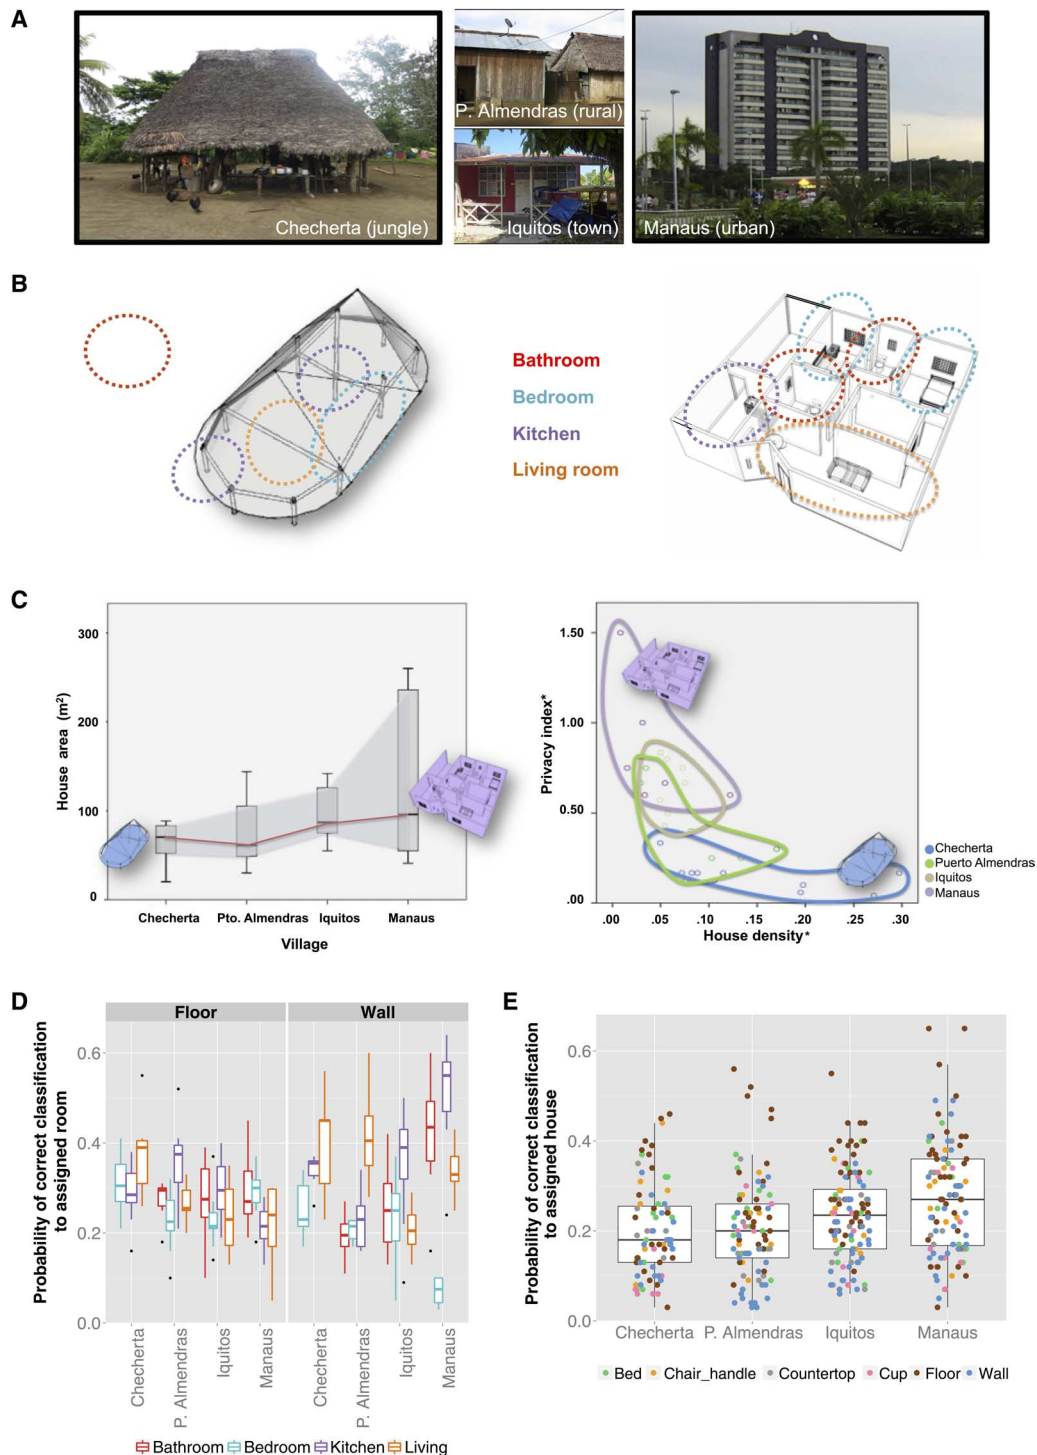 A
Checherta (jungle)
P. Almendras (rural)
Iquitos (town)
Manaus (urban)
B
Bathroom
Bedroom
Kitchen
Living room
C
House area (m²)
300
200
100
0
Checherta
Pto. Almendras
Iquitos
Manaus
Village
Privacy index*
1.50
1.00
0.50
.00
.00
.05
.10
.15
.20
.25
.30
House density*
Checherta
Puerto Almendras
Iquitos
Manaus
D
Floor
Wall
Probability of correct classification
to assigned room
0.6
0.4
0.2
0.0
Checherta
P. Almendras
Iquitos
Manaus
Checherta
P. Almendras
Iquitos
Manaus
Bathroom
Bedroom
Kitchen
Living
E
Probability of correct classification
to assigned house
0.6
0.4
0.2
0.0
Checherta
P. Almendras
Iquitos
Manaus
Bed
Chair_handle
Countertop
Cup
Floor
Wall